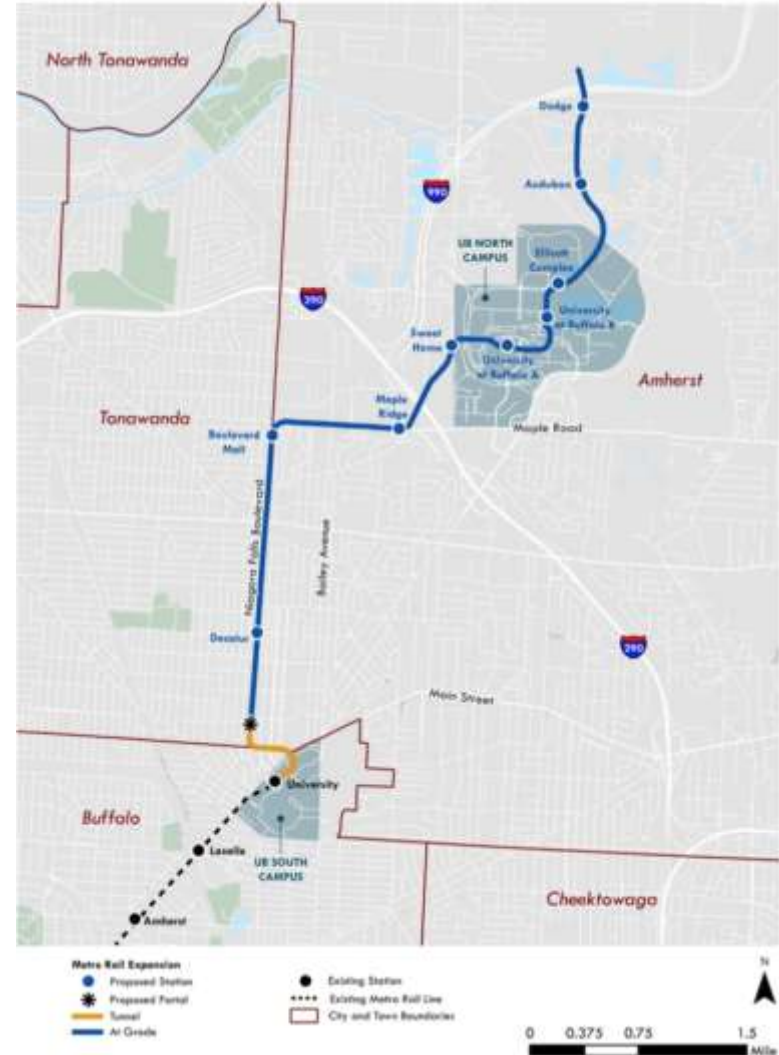 North Tonawanda
Dodge
990
Audubon
UB NORTH
CAMPUS
Ellicott
Complex
290
University
at Buffalo B
Sweet
Home
University
at Buffalo A
Amherst
Maple
Ridge
Tonawanda
Boulevard
Mall
Maple Road
Niagara Falls Boulevard
Bailey Avenue
Decatur
290
Main Street
University
Buffalo
Lasalle
UB SOUTH
CAMPUS
Cheektowaga
Amherst
Metro Rail Expansion
Proposed Station
Proposed Portal
Tunnel
At Grade
Existing Station
Existing Metro Rail Line
City and Town Boundaries
N
0 0.375 0.75 1.5
Mile